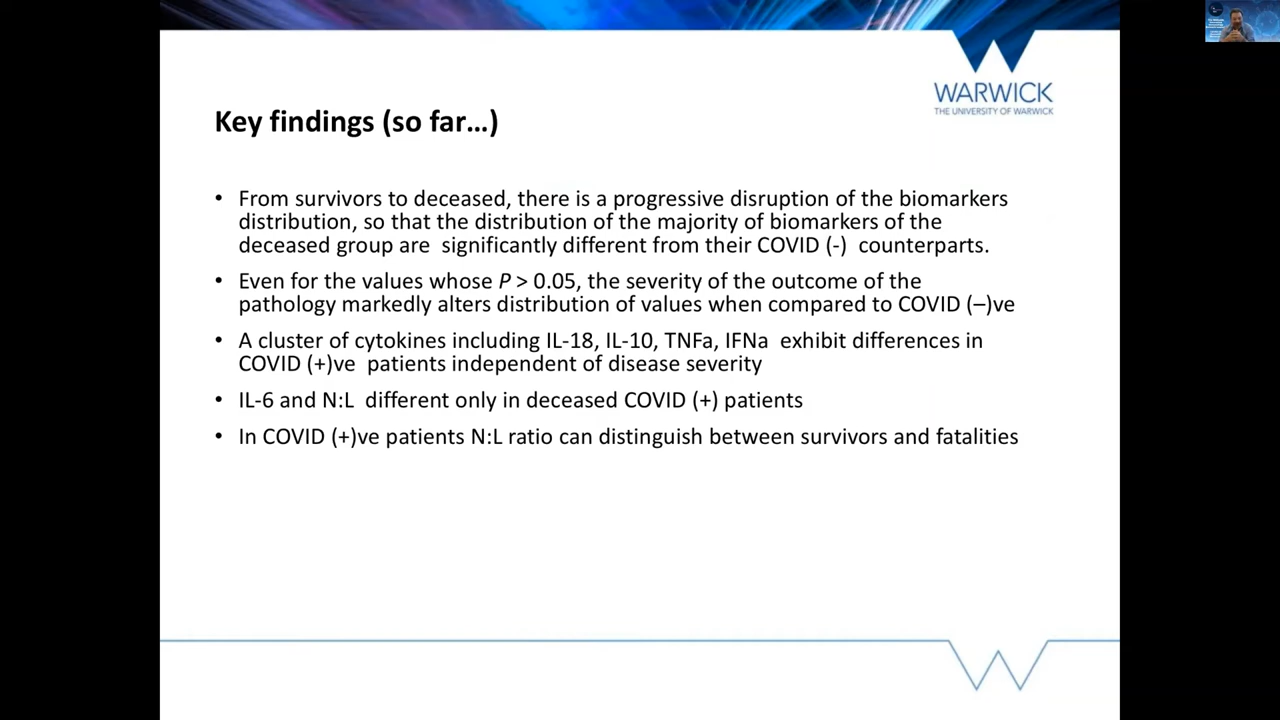 WARWICK
THE UNIVERSITY OF WARWICK
Key findings (so far...)
• From survivors to deceased, there is a progressive disruption of the biomarkers
distribution, so that the distribution of the majority of biomarkers of the
deceased group are  significantly different from their COVID (-)  counterparts.
• Even for the values whose P > 0.05, the severity of the outcome of the
pathology markedly alters distribution of values when compared to COVID (–)ve
• A cluster of cytokines including IL-18, IL-10, TNFa, IFNa  exhibit differences in
COVID (+)ve  patients independent of disease severity
• IL-6 and N:L  different only in deceased COVID (+) patients
• In COVID (+)ve patients N:L ratio can distinguish between survivors and fatalities